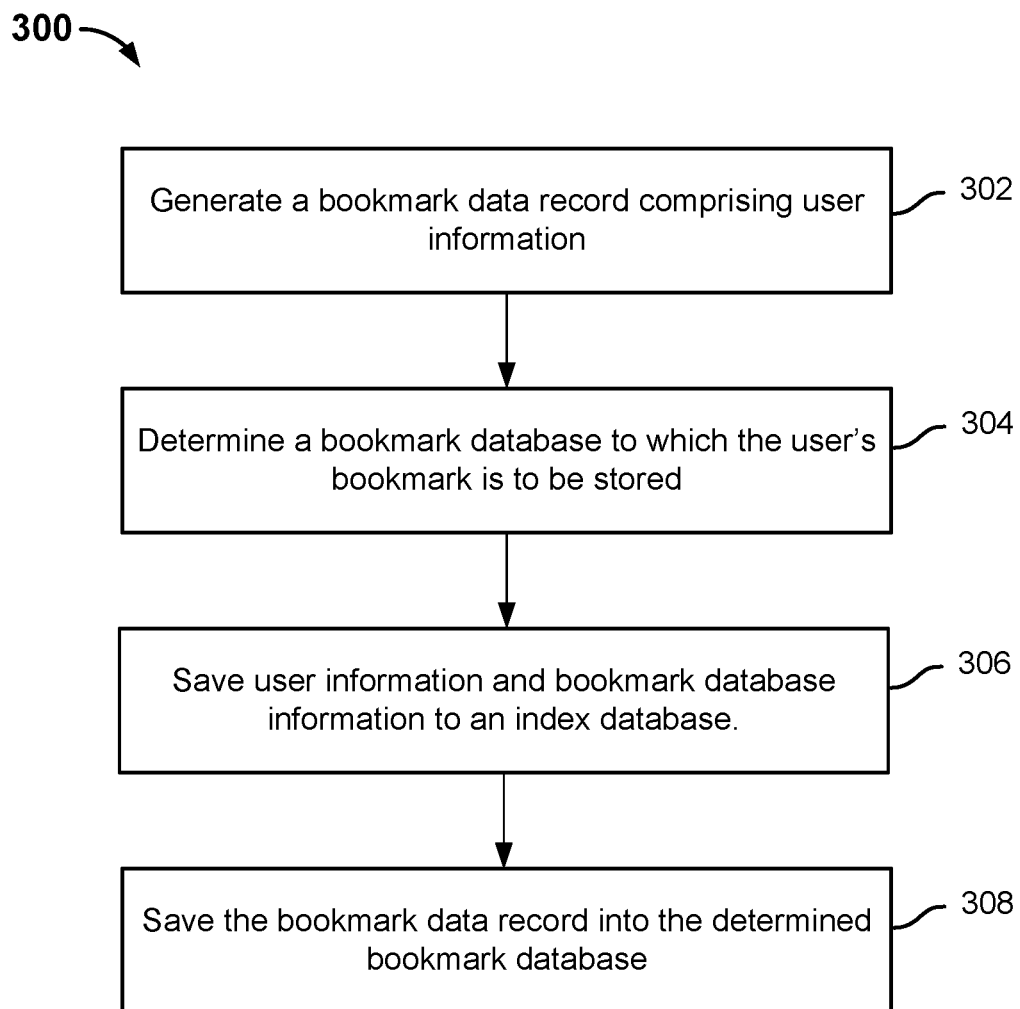 300
Generate a bookmark data record comprising user
information
302
Determine a bookmark database to which the user’s
bookmark is to be stored
304
Save user information and bookmark database
information to an index database.
306
Save the bookmark data record into the determined
bookmark database
308